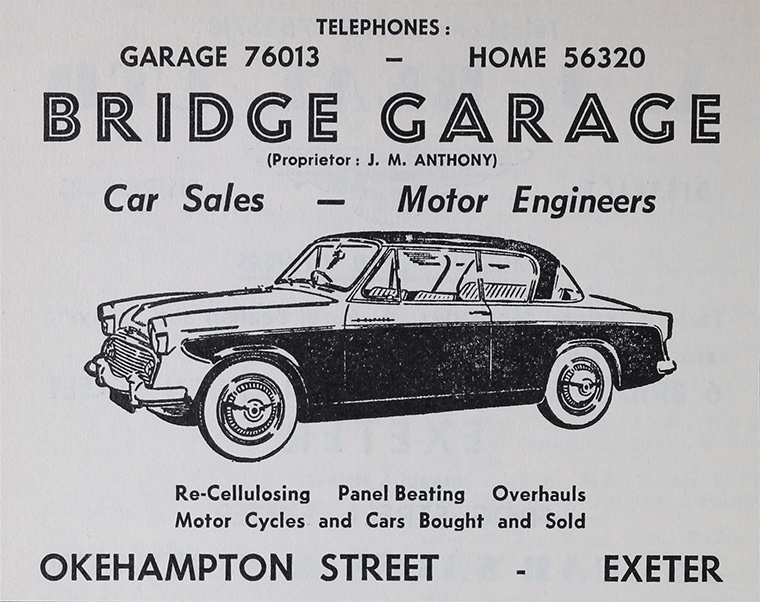 TELEPHONES :
GARAGE 76013 — HOME 56320
BRIDGE GARAGE
(Proprietor : J. M. ANTHONY)
Car Sales — Motor Engineers
Re-Cellulosing Panel Beating Overhauls
Motor Cycles and Cars Bought and Sold
OKEHAMPTON STREET - EXETER